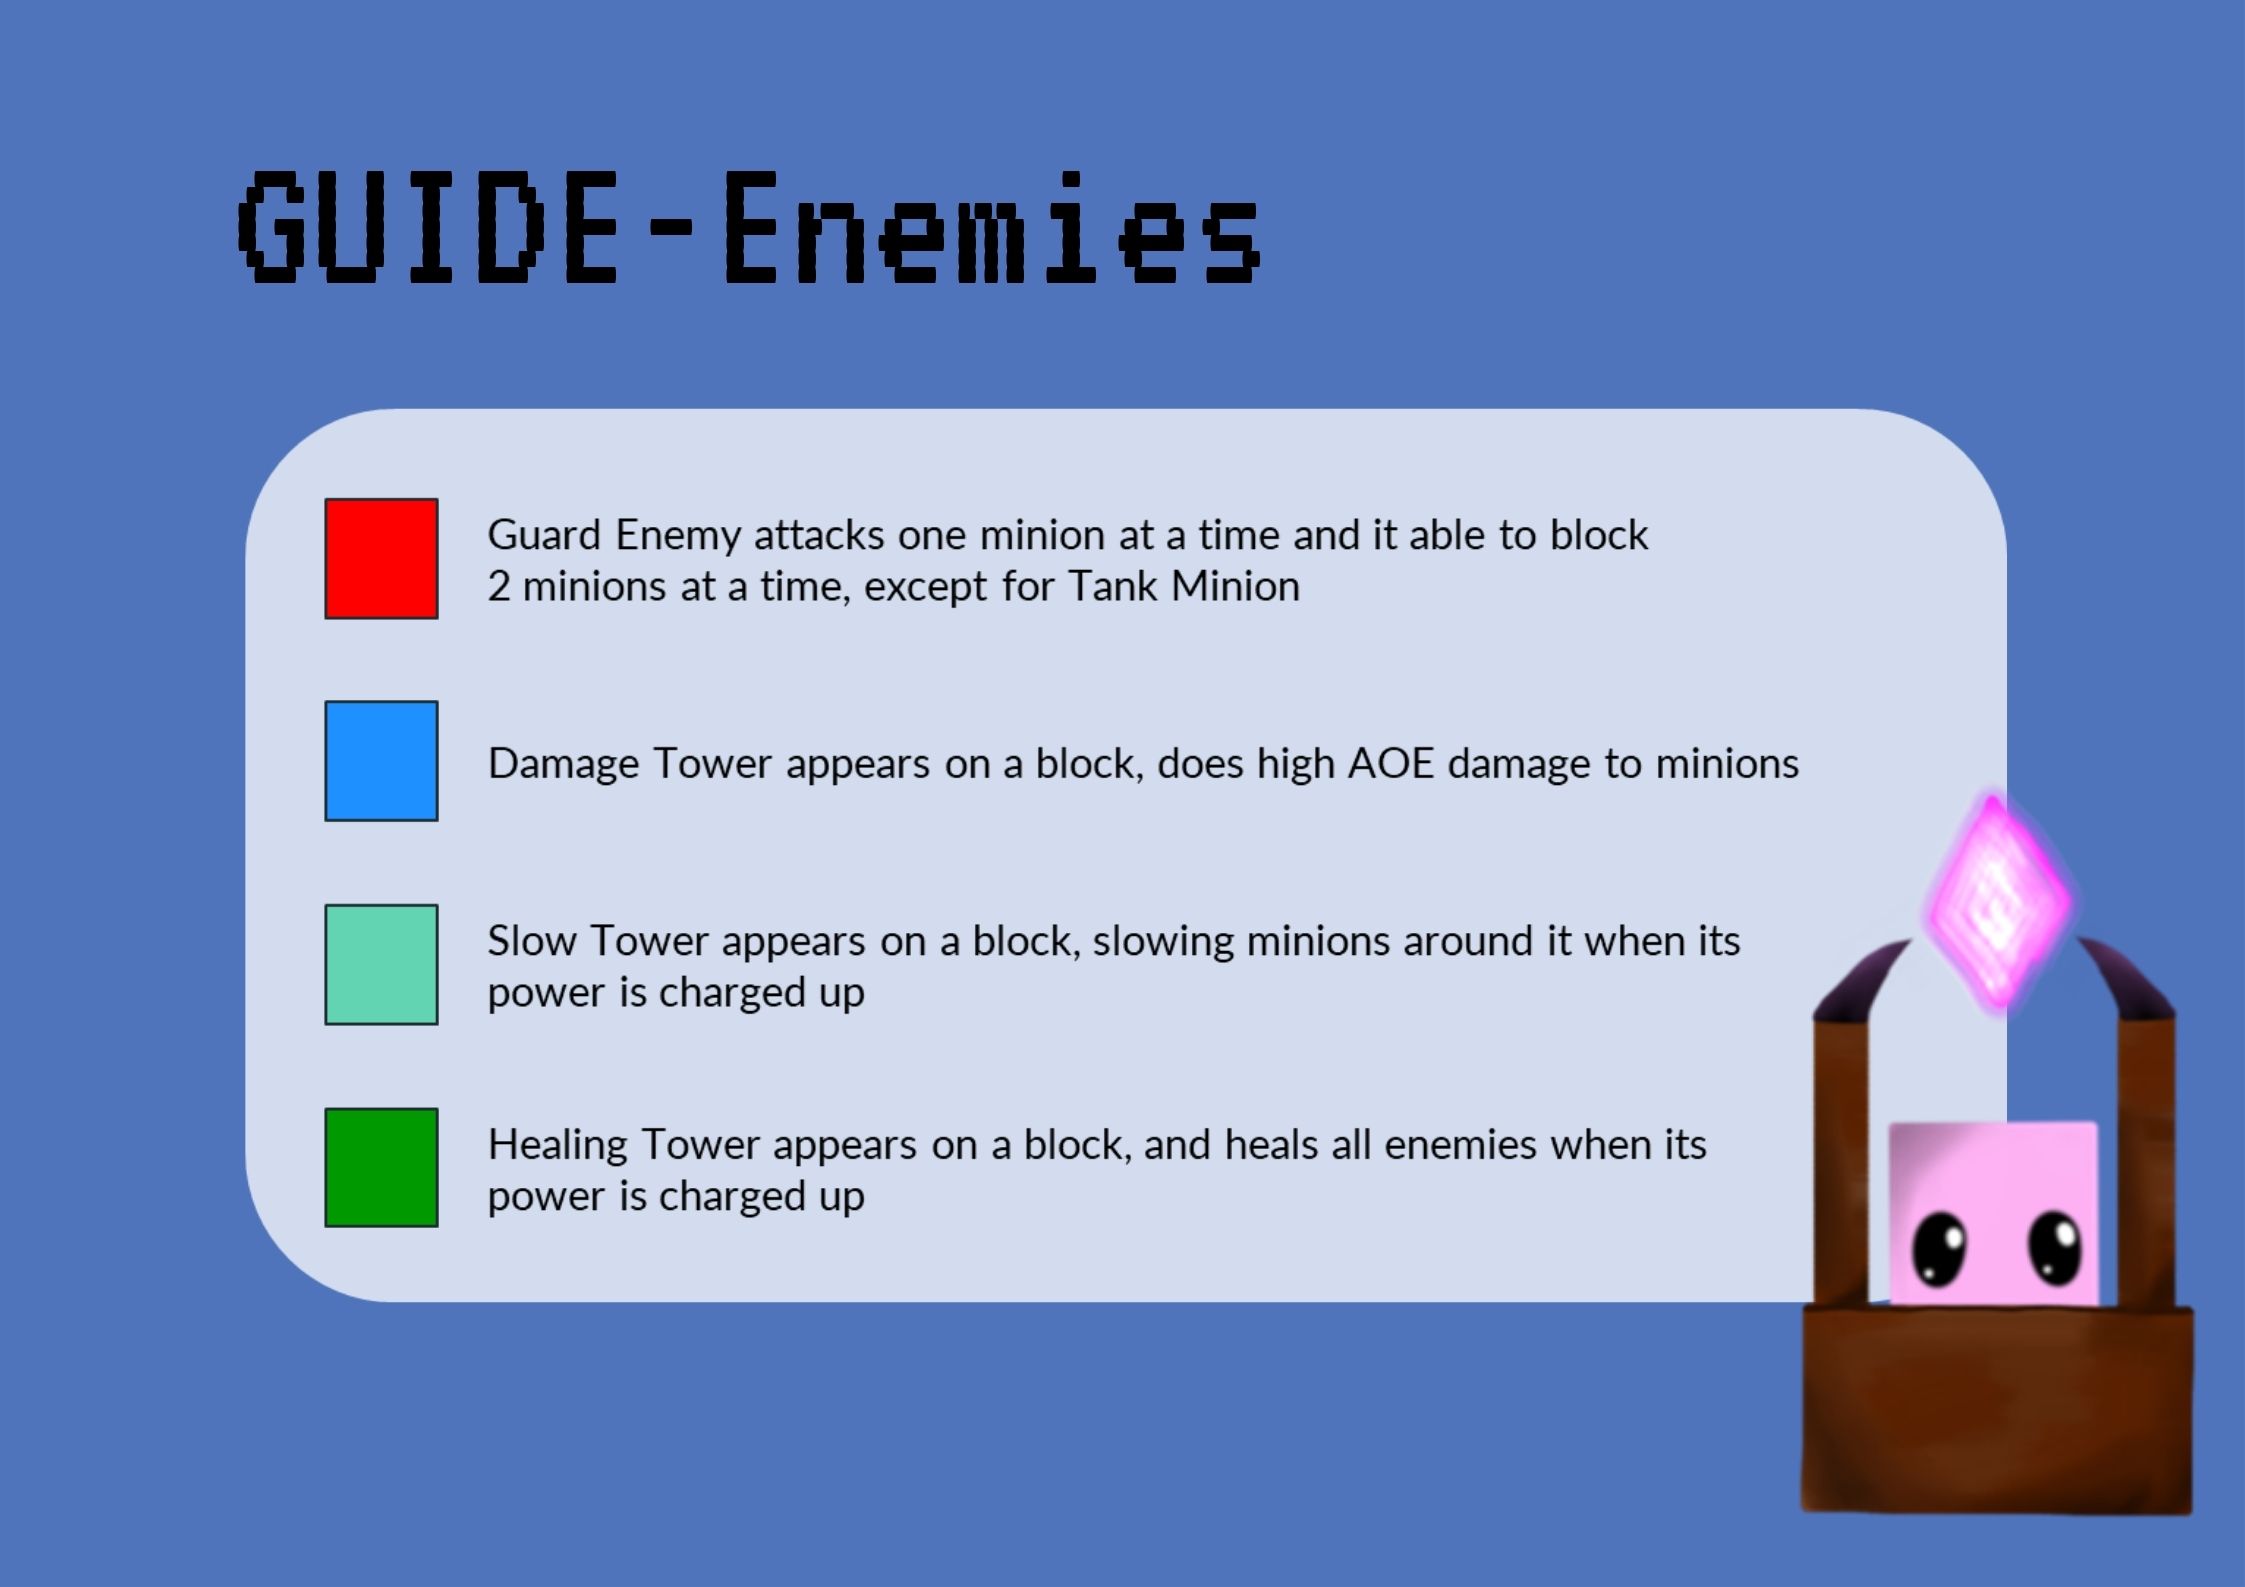 GUIDE-Enemies
Guard Enemy attacks one minion at a time and it able to block
2 minions at a time, except for Tank Minion
Damage Tower appears on a block, does high AOE damage to minions
Slow Tower appears on a block, slowing minions around it when its
power is charged up
Healing Tower appears on a block, and heals all enemies when its
power is charged up